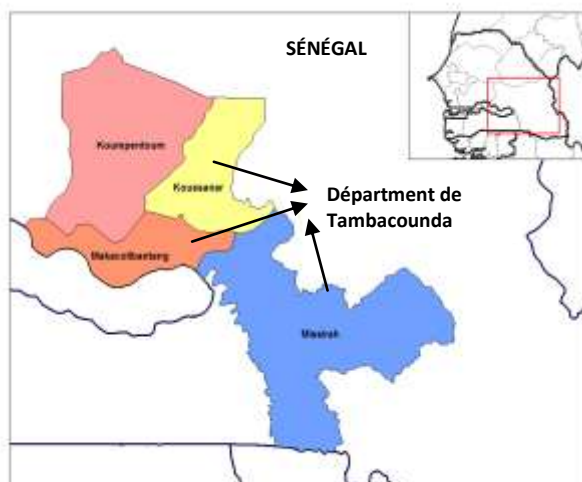 SÉNÉGAL
Koumpentoum
Koussanar
Départment de
Tambacounda
Makacolibantang
Missirah